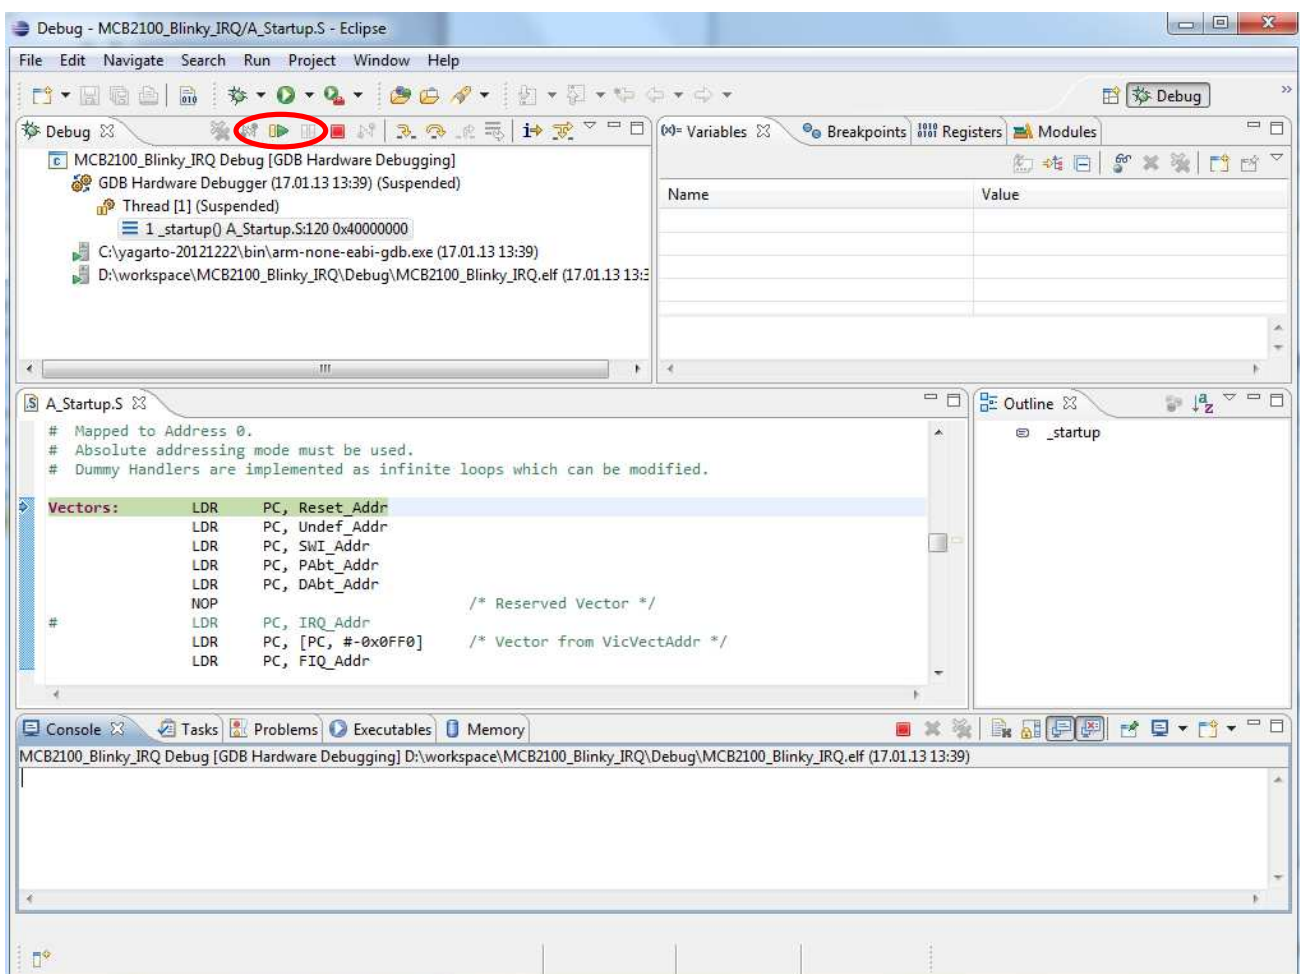 Debug - MCB2100_Blinky_IRQ/A_Startup.S - Eclipse
File Edit Navigate Search Run Project Window Help
Debug
Debug
MCB2100_Blinky_IRQ Debug [GDB Hardware Debugging]
GDB Hardware Debugger (17.01.13 13:39) (Suspended)
Thread [1] (Suspended)
1 _startup() A_Startup.S:120 0x40000000
C:\yagarto-20121222\bin\arm-none-eabi-gdb.exe (17.01.13 13:39)
D:\workspace\MCB2100_Blinky_IRQ\Debug\MCB2100_Blinky_IRQ.elf (17.01.13 13:3
(x)= Variables Breakpoints 1010 Registers Modules
Name Value
A_Startup.S
# Mapped to Address 0.
# Absolute addressing mode must be used.
# Dummy Handlers are implemented as infinite loops which can be modified.
Vectors: LDR PC, Reset_Addr
LDR PC, Undef_Addr
LDR PC, SWI_Addr
LDR PC, PAbt_Addr
LDR PC, DAbt_Addr
NOP /* Reserved Vector */
# LDR PC, IRQ_Addr
LDR PC, [PC, #-0x0FF0] /* Vector from VicVectAddr */
LDR PC, FIQ_Addr
Outline
_startup
Console Tasks Problems Executables Memory
MCB2100_Blinky_IRQ Debug [GDB Hardware Debugging] D:\workspace\MCB2100_Blinky_IRQ\Debug\MCB2100_Blinky_IRQ.elf (17.01.13 13:39)